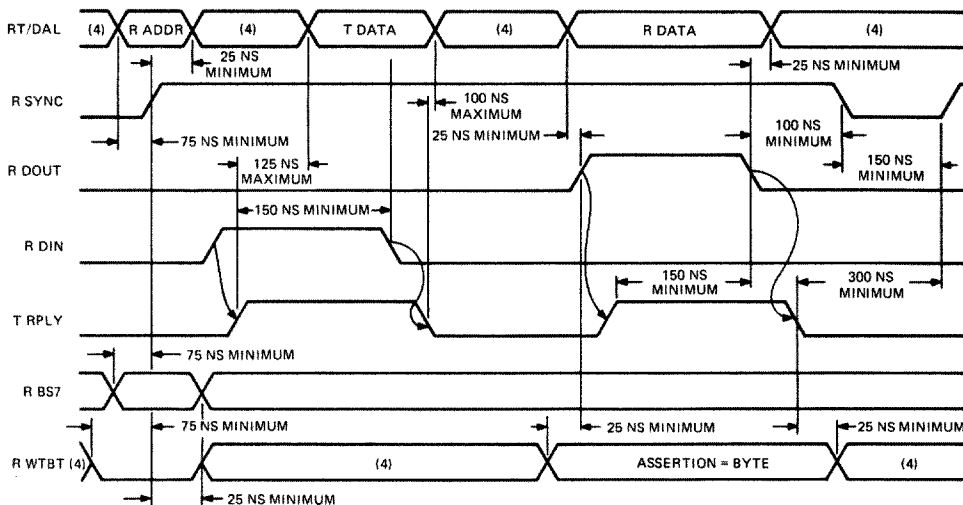 RT/DAL (4) R ADDR (4) T DATA (4) R DATA (4)
25 NS
MINIMUM
25 NS MINIMUM
R SYNC
100 NS
MAXIMUM
25 NS MINIMUM
100 NS
MINIMUM
75 NS MINIMUM
125 NS
MAXIMUM
150 NS
MINIMUM
R DOUT
150 NS MINIMUM
R DIN
150 NS
MINIMUM
300 NS
MINIMUM
T RPLY
75 NS MINIMUM
R BS7
75 NS MINIMUM
25 NS MINIMUM
25 NS MINIMUM
R WTBT (4) (4) ASSERTION = BYTE (4)
25 NS MINIMUM